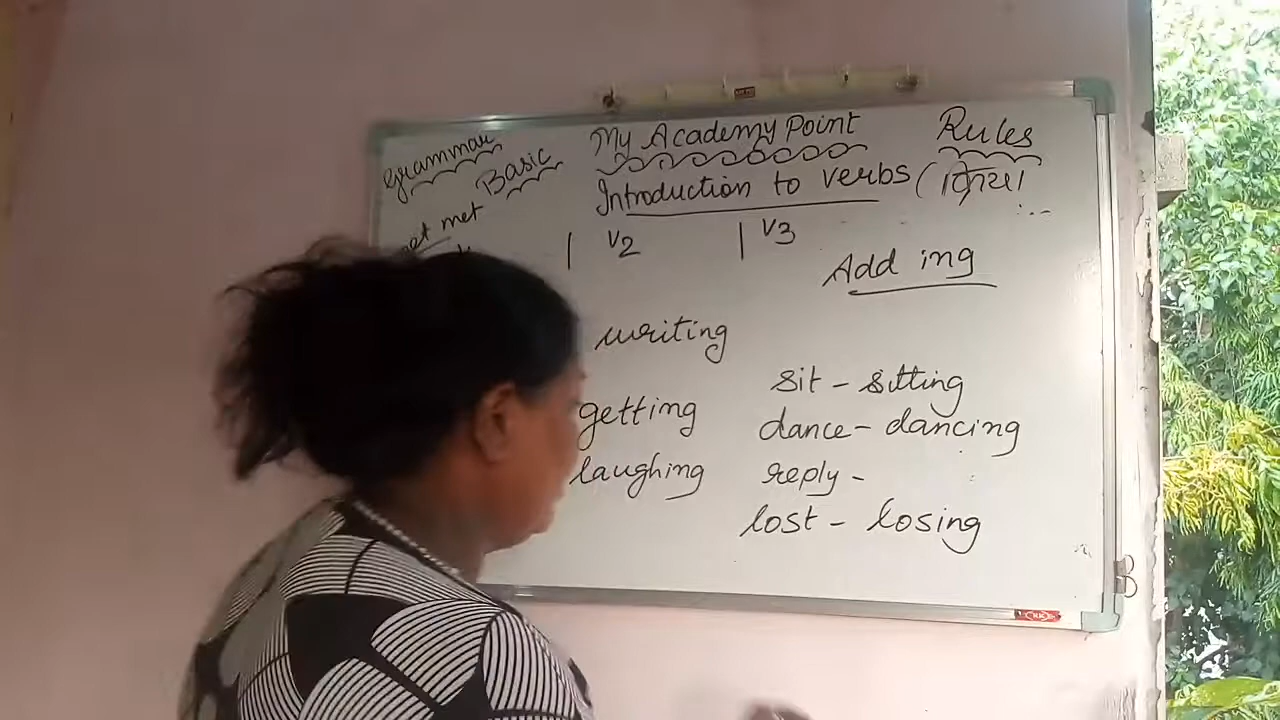 My Academy Point
Grammar
Basic
Rules
Introduction to verbs (क्रिया
met
V2 | V3
Add ing
writing
sit - sitting
getting
dance - dancing
laughing
reply -
lost - losing